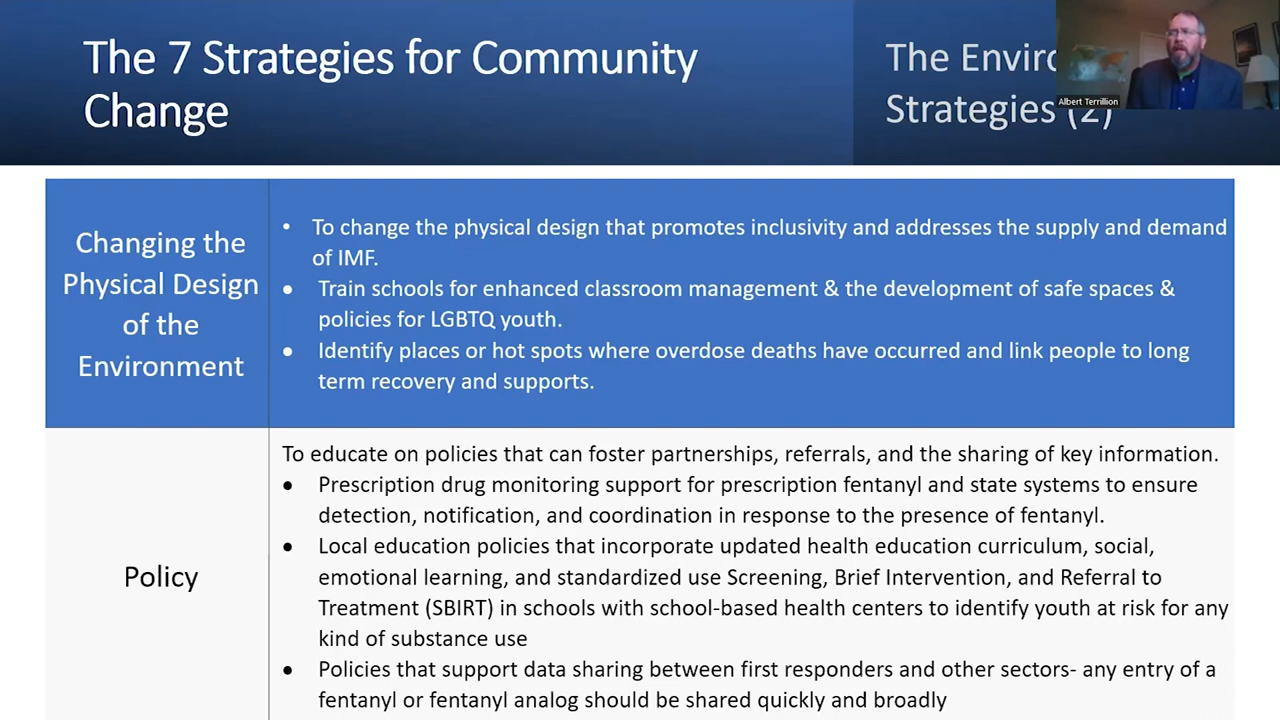 The 7 Strategies for Community
Change
The Enviro
Strategies (2)
Albert Terrillion
Changing the
Physical Design
of the
Environment
• To change the physical design that promotes inclusivity and addresses the supply and demand
of IMF.
• Train schools for enhanced classroom management & the development of safe spaces &
policies for LGBTQ youth.
• Identify places or hot spots where overdose deaths have occurred and link people to long
term recovery and supports.
Policy
To educate on policies that can foster partnerships, referrals, and the sharing of key information.
• Prescription drug monitoring support for prescription fentanyl and state systems to ensure
detection, notification, and coordination in response to the presence of fentanyl.
• Local education policies that incorporate updated health education curriculum, social,
emotional learning, and standardized use Screening, Brief Intervention, and Referral to
Treatment (SBIRT) in schools with school-based health centers to identify youth at risk for any
kind of substance use
• Policies that support data sharing between first responders and other sectors- any entry of a
fentanyl or fentanyl analog should be shared quickly and broadly